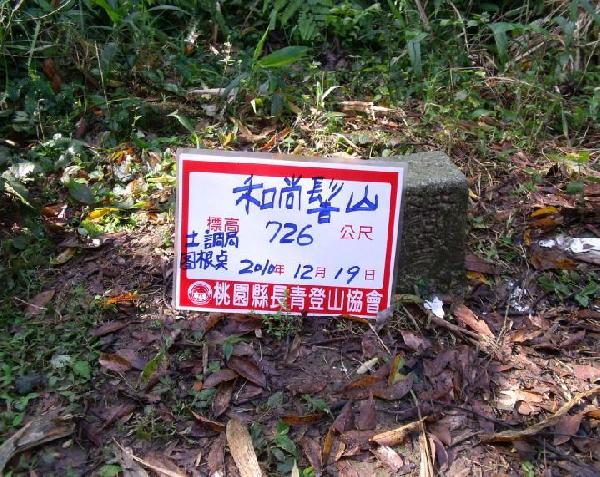 和尚髻山
標高 726 公尺
土調局
图根点 2010年 12月 19日
桃園縣長青登山協會